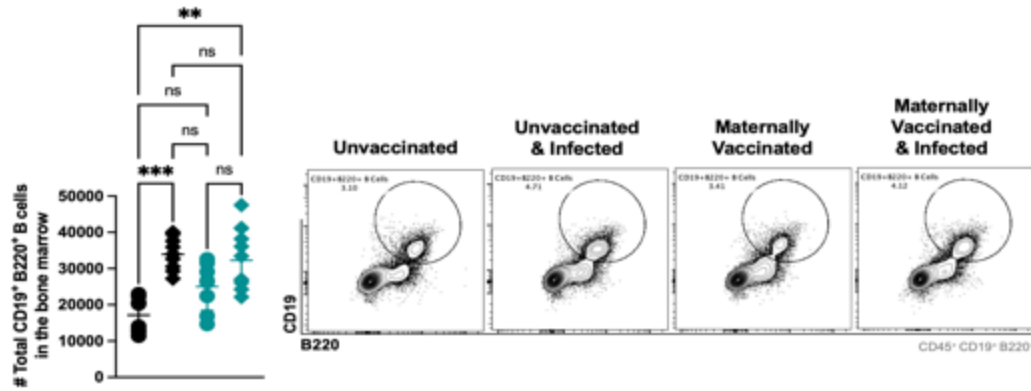 **
ns
ns
ns
***
ns
# Total CD19⁺ B220⁺ B cells
in the bone marrow
50000
40000
30000
20000
10000
0
Unvaccinated
Unvaccinated
& Infected
Maternally
Vaccinated
Maternally
Vaccinated
& Infected
CD19+B220+ B Cells
3.10
CD19+B220+ B Cells
4.71
CD19+B220+ B Cells
3.41
CD19+B220+ B Cells
4.12
CD19
B220
CD45⁺ CD19⁺ B220⁺